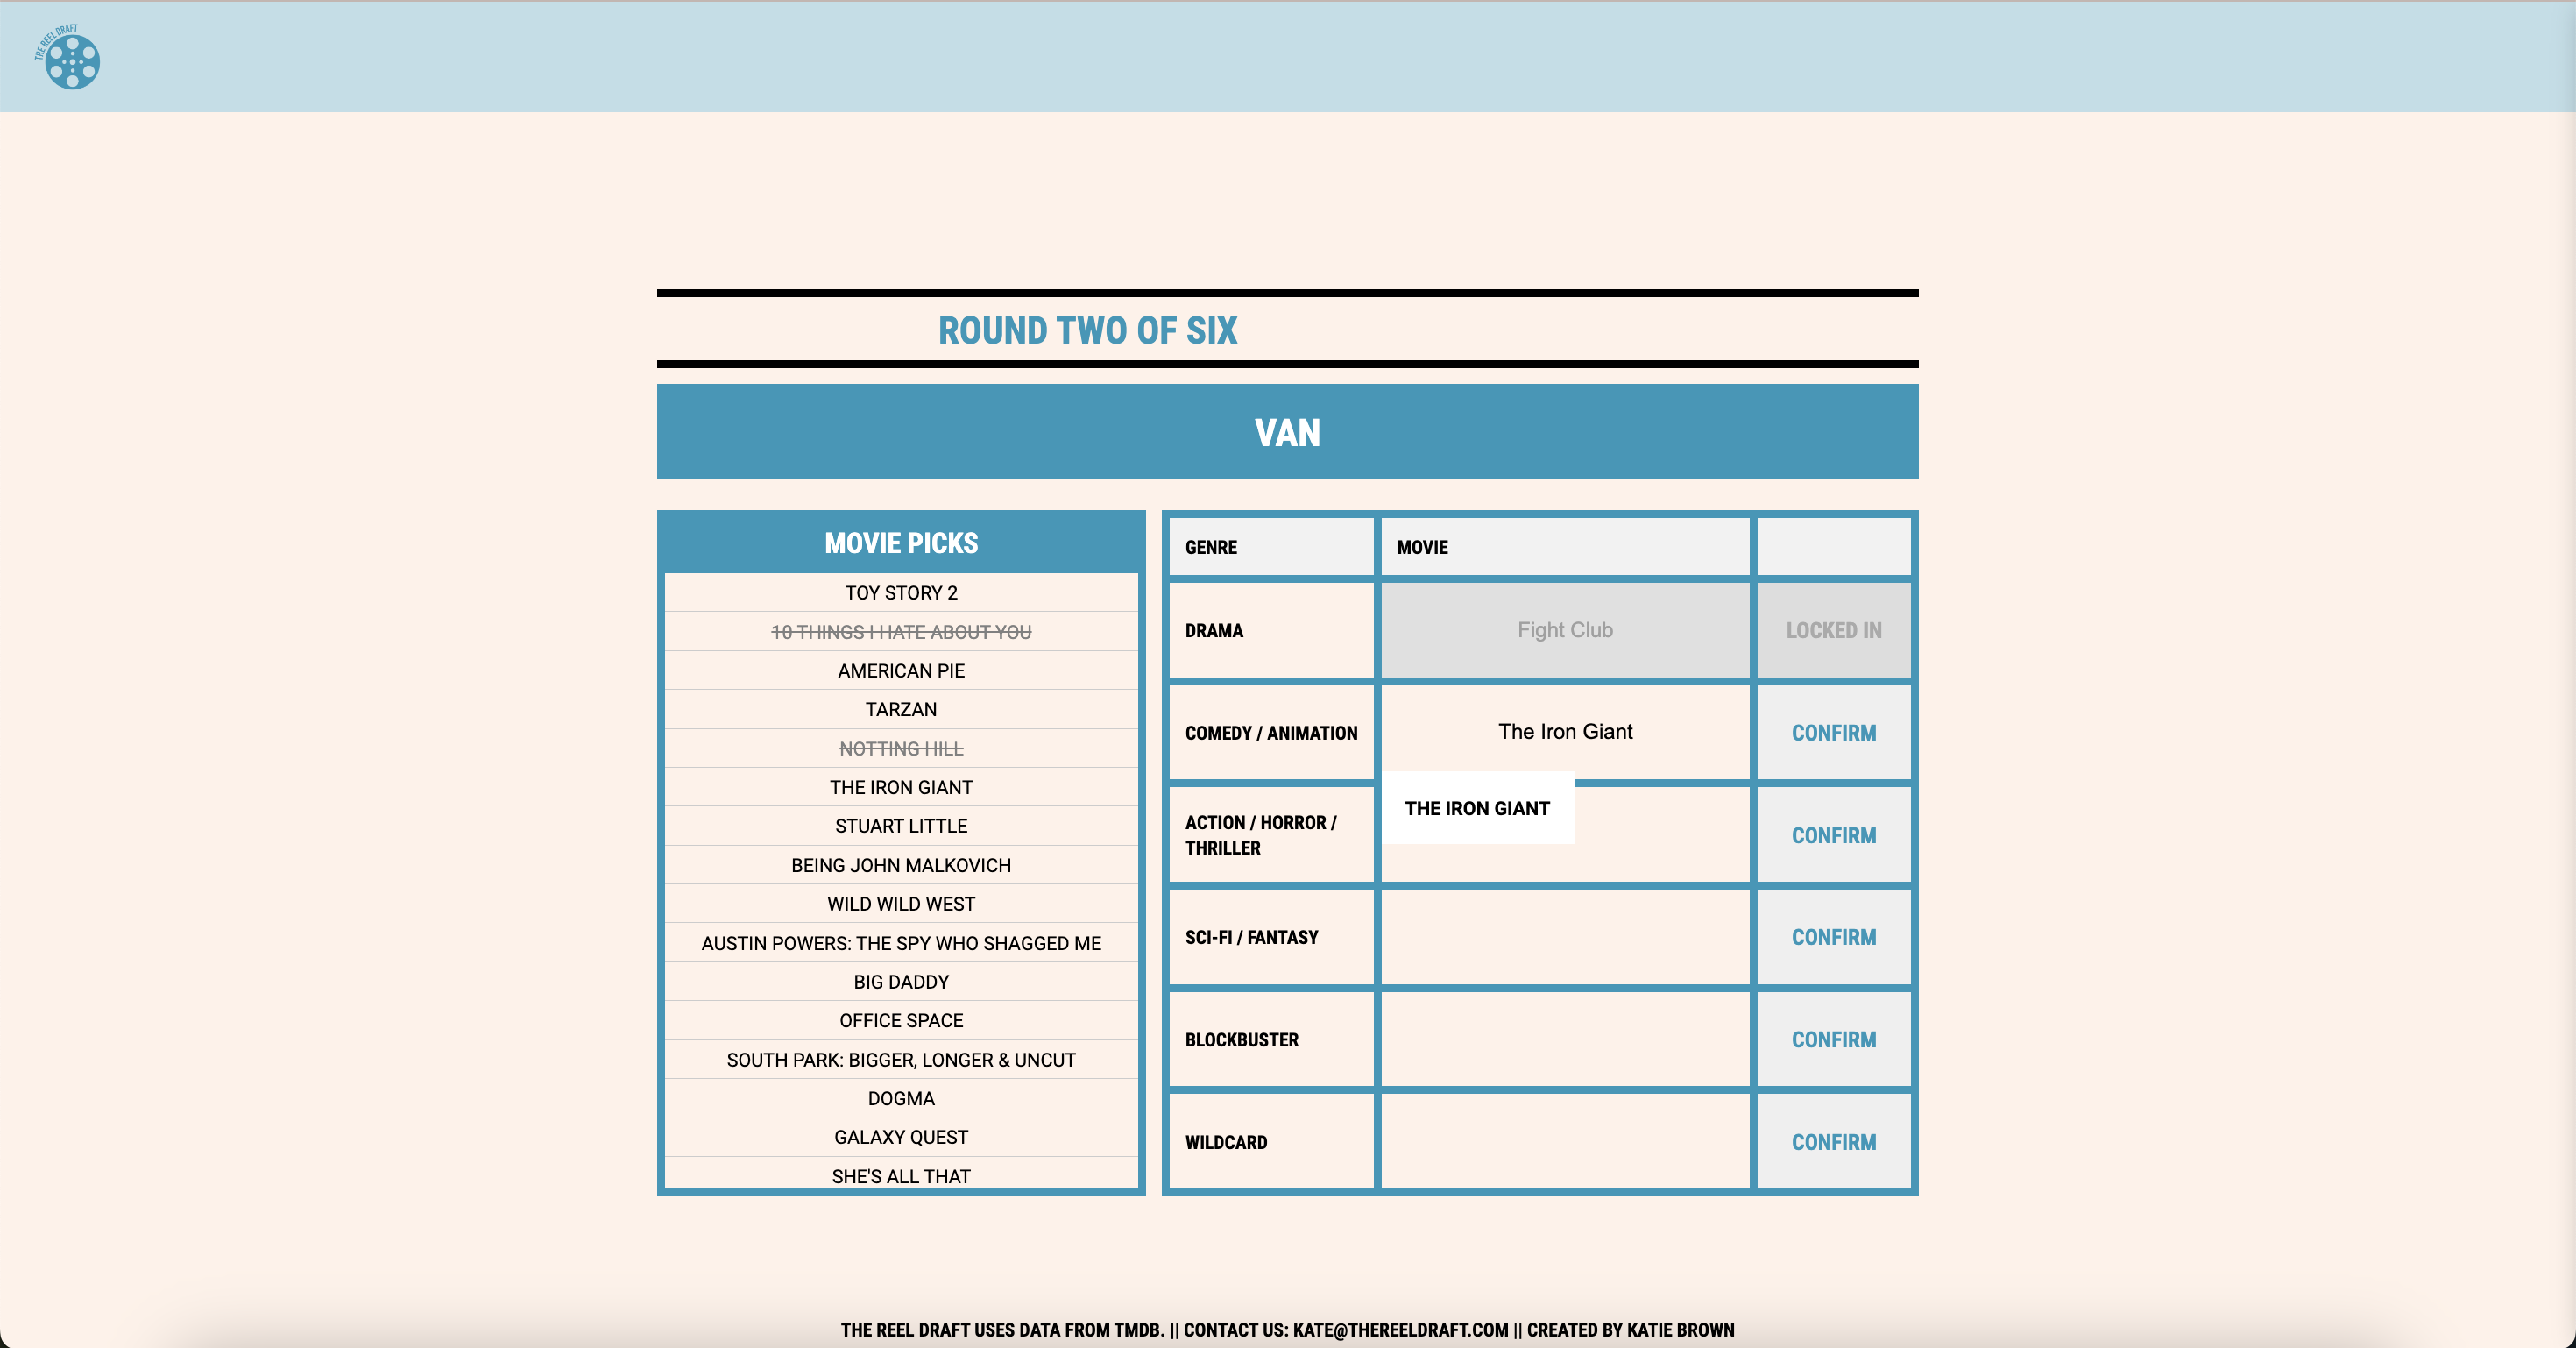 THE REEL DRAFT
ROUND TWO OF SIX
VAN
MOVIE PICKS
TOY STORY 2
10 THINGS I HATE ABOUT YOU
AMERICAN PIE
TARZAN
NOTTING HILL
THE IRON GIANT
STUART LITTLE
BEING JOHN MALKOVICH
WILD WILD WEST
AUSTIN POWERS: THE SPY WHO SHAGGED ME
BIG DADDY
OFFICE SPACE
SOUTH PARK: BIGGER, LONGER & UNCUT
DOGMA
GALAXY QUEST
SHE'S ALL THAT
GENRE MOVIE
DRAMA Fight Club LOCKED IN
COMEDY / ANIMATION The Iron Giant CONFIRM
THE IRON GIANT
ACTION / HORROR /
THRILLER
CONFIRM
SCI-FI / FANTASY CONFIRM
BLOCKBUSTER CONFIRM
WILDCARD CONFIRM
THE REEL DRAFT USES DATA FROM TMDB. || CONTACT US: KATE@THEREELDRAFT.COM || CREATED BY KATIE BROWN